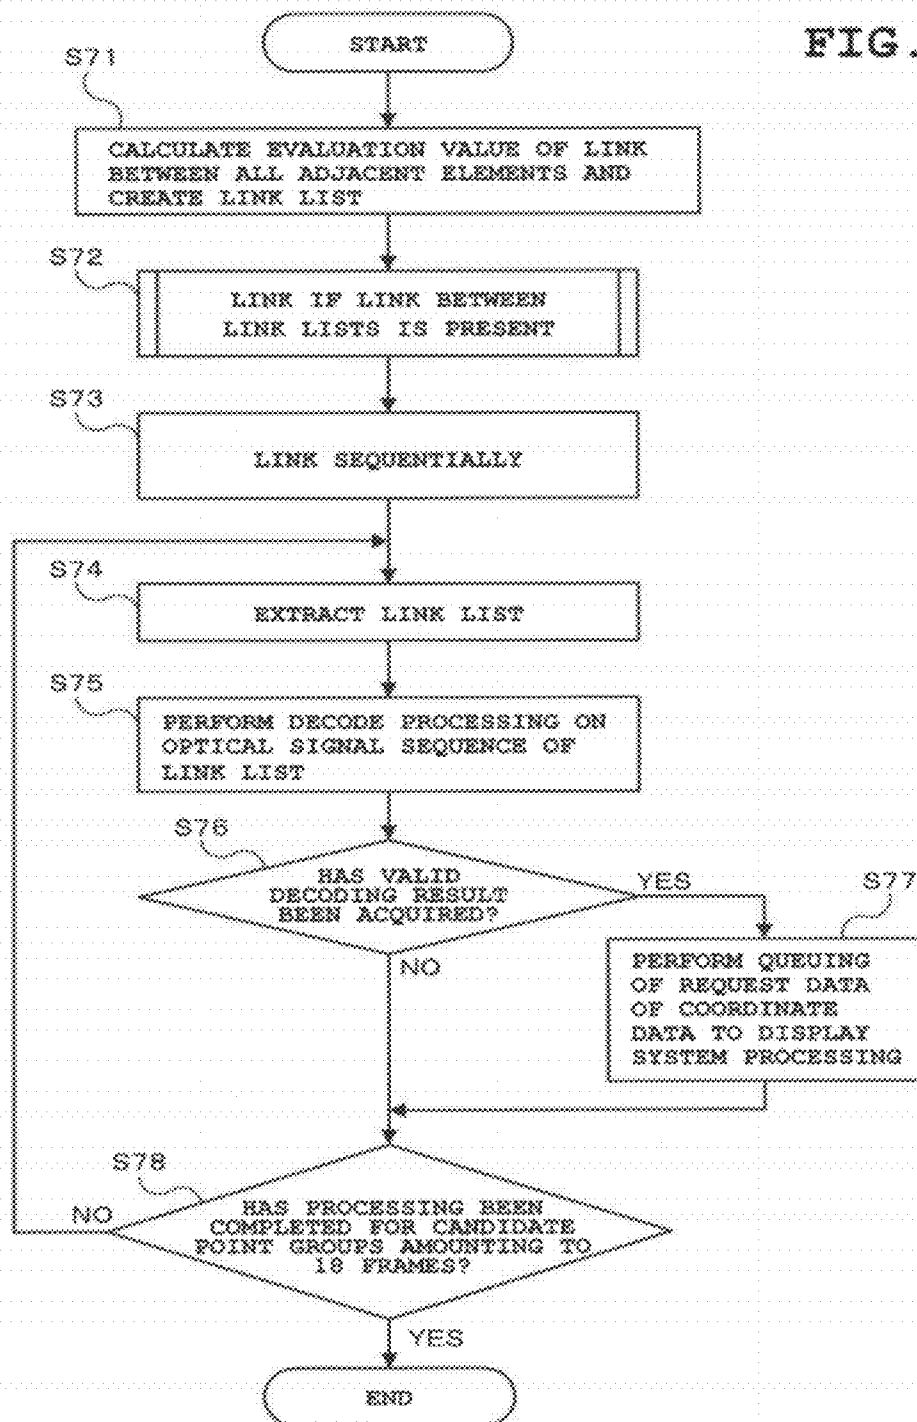 START
FIG.
S71
CALCULATE EVALUATION VALUE OF LINK
BETWEEN ALL ADJACENT ELEMENTS AND
CREATE LINK LIST
S72
LINK IF LINK BETWEEN
LINK LISTS IS PRESENT
S73
LINK SEQUENTIALLY
S74
EXTRACT LINK LIST
S75
PERFORM DECODE PROCESSING ON
OPTICAL SIGNAL SEQUENCE OF
LINK LIST
S76
HAS VALID
DECODING RESULT
BEEN ACQUIRED?
YES
NO
S77
PERFORM QUEUING
OF REQUEST DATA
OF COORDINATE
DATA TO DISPLAY
SYSTEM PROCESSING
S78
HAS PROCESSING BEEN
COMPLETED FOR CANDIDATE
POINT GROUPS AMOUNTING TO
18 FRAMES?
NO
YES
END